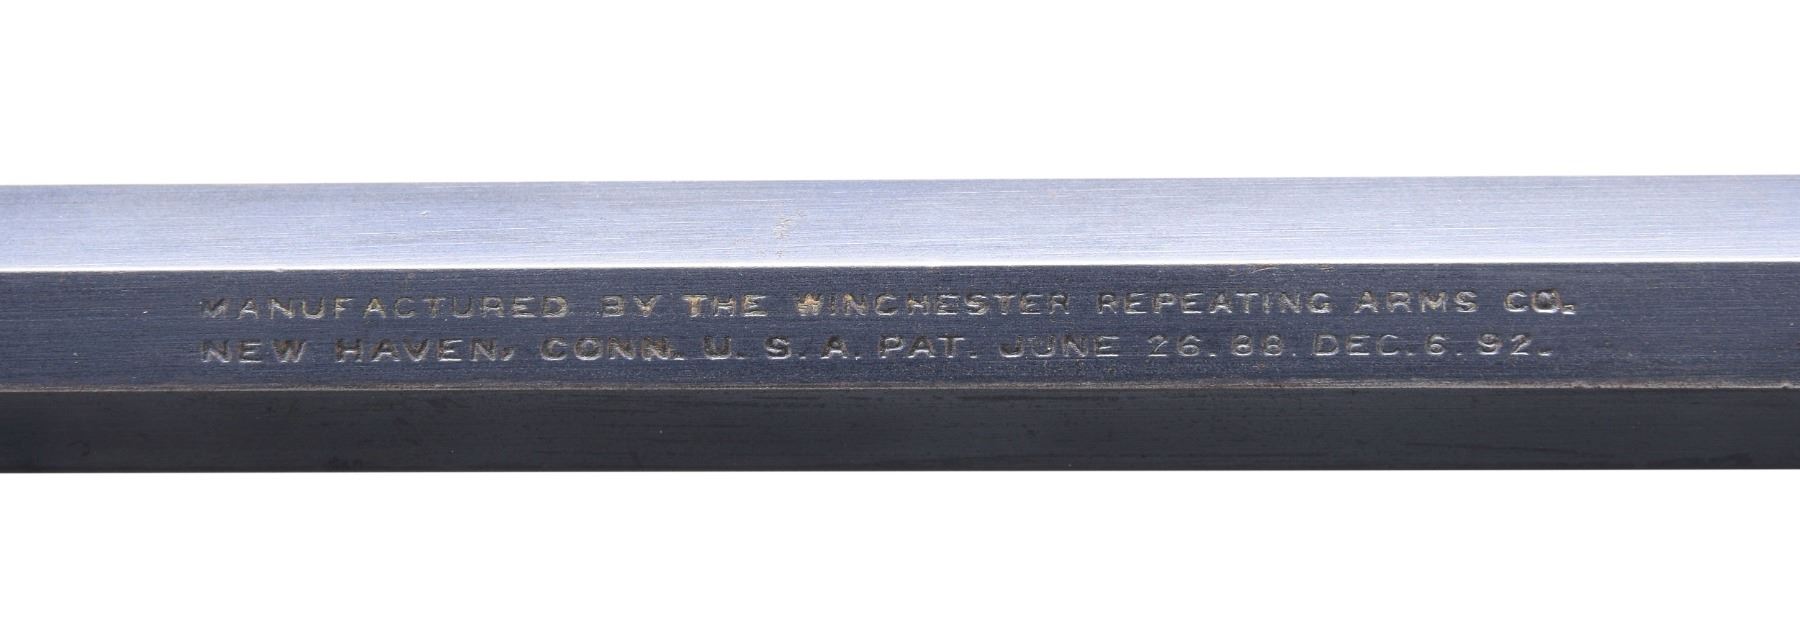 MANUFACTURED BY THE WINCHESTER REPEATING ARMS CO.
NEW HAVEN, CONN. U. S. A. PAT. JUNE 26. 88. DEC. 6. 92.